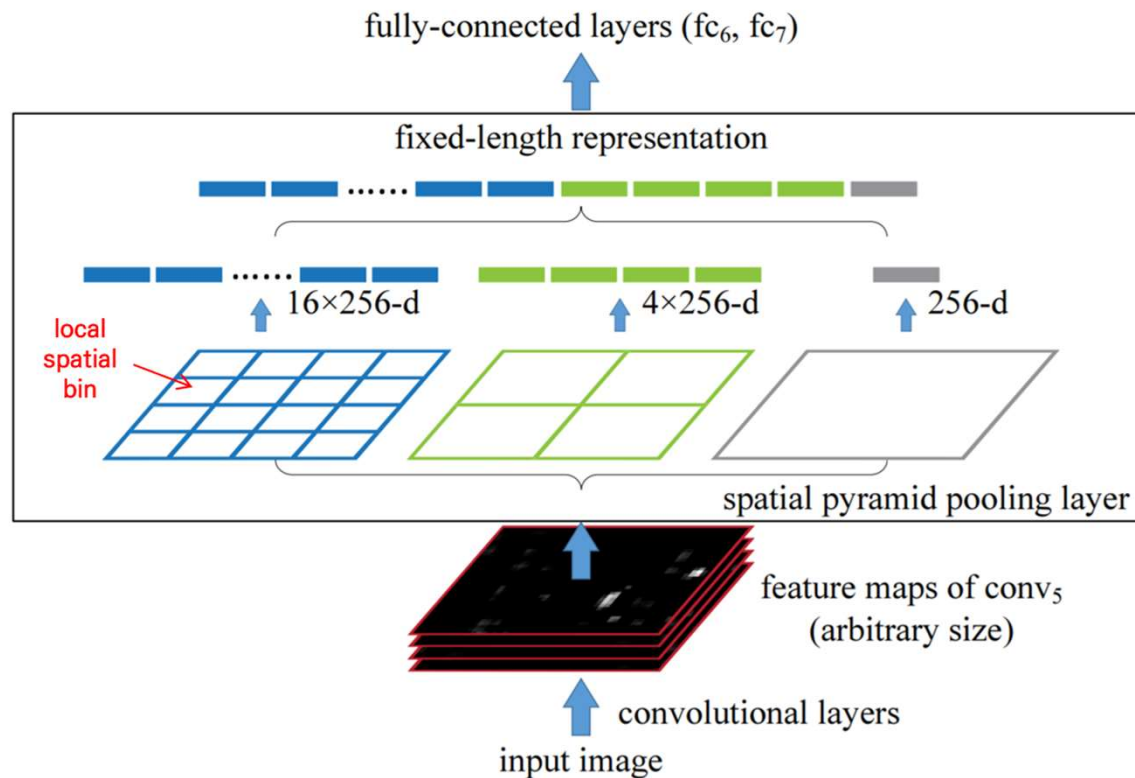 fully-connected layers (fc₆, fc₇)
fixed-length representation
......
......
16×256-d
4×256-d
256-d
local
spatial
bin
spatial pyramid pooling layer
feature maps of conv₅
(arbitrary size)
convolutional layers
input image